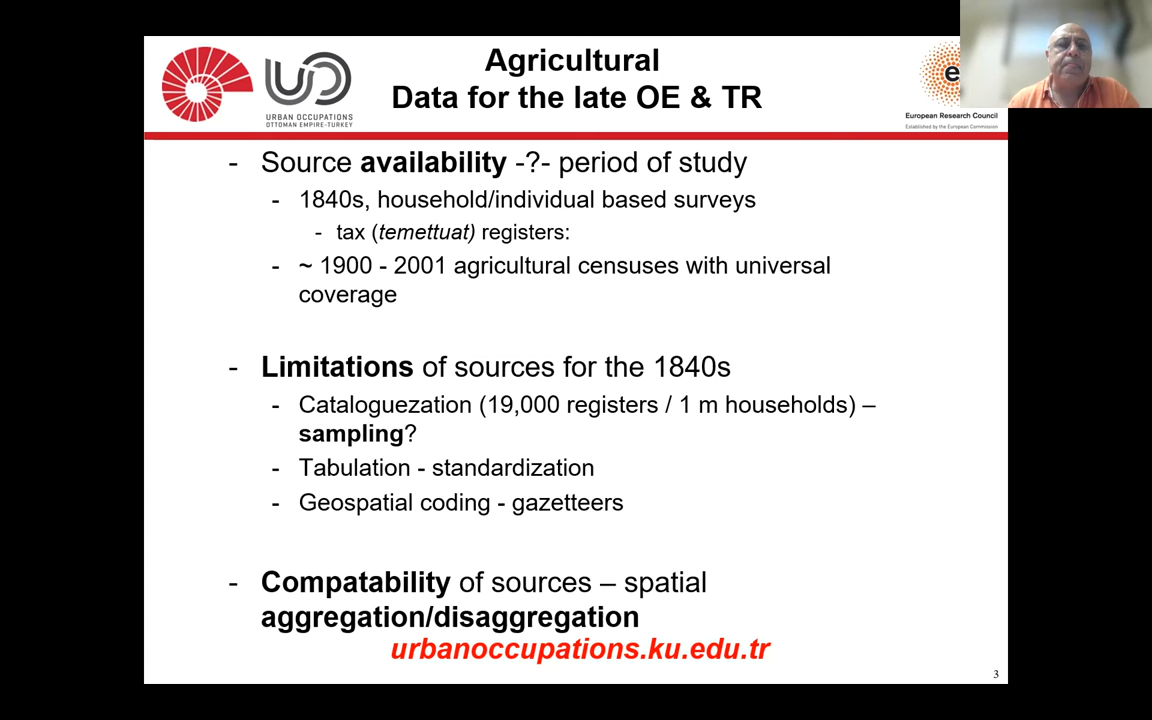 Agricultural
Data for the late OE & TR
URBAN OCCUPATIONS
OTTOMAN EMPIRE-TURKEY
e
European Research Council
Established by the European Commission
- Source availability -?- period of study
- 1840s, household/individual based surveys
- tax (temettuat) registers:
- ~ 1900 - 2001 agricultural censuses with universal
coverage
- Limitations of sources for the 1840s
- Cataloguezation (19,000 registers / 1 m households) –
sampling?
- Tabulation - standardization
- Geospatial coding - gazetteers
- Compatability of sources – spatial
aggregation/disaggregation
urbanoccupations.ku.edu.tr
3